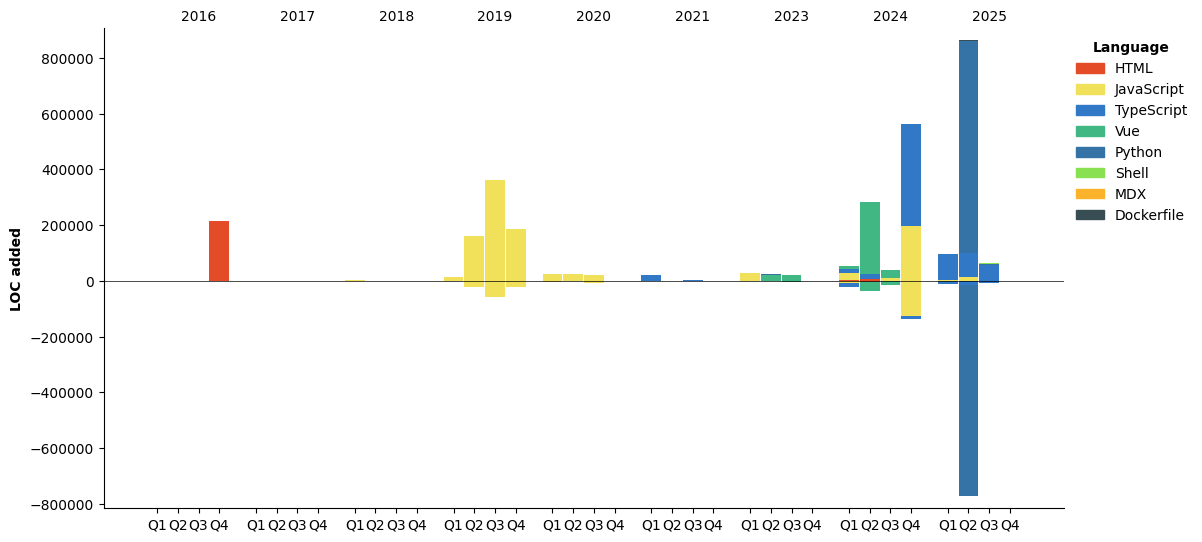 2016 2017 2018 2019 2020 2021 2023 2024 2025
800000
600000
400000
200000
0
−200000
−400000
−600000
−800000
LOC added
Q1 Q2 Q3 Q4 Q1 Q2 Q3 Q4 Q1 Q2 Q3 Q4 Q1 Q2 Q3 Q4 Q1 Q2 Q3 Q4 Q1 Q2 Q3 Q4 Q1 Q2 Q3 Q4 Q1 Q2 Q3 Q4 Q1 Q2 Q3 Q4
Language
HTML
JavaScript
TypeScript
Vue
Python
Shell
MDX
Dockerfile